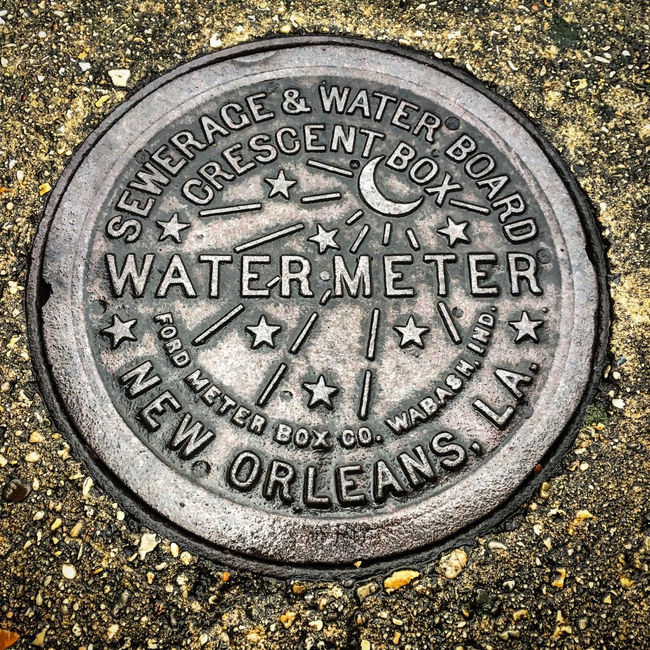 SEWERAGE & WATER BOARD
CRESCENT BOX
WATER METER
FORD METER BOX CO. WABASH, IND.
NEW ORLEANS, LA.